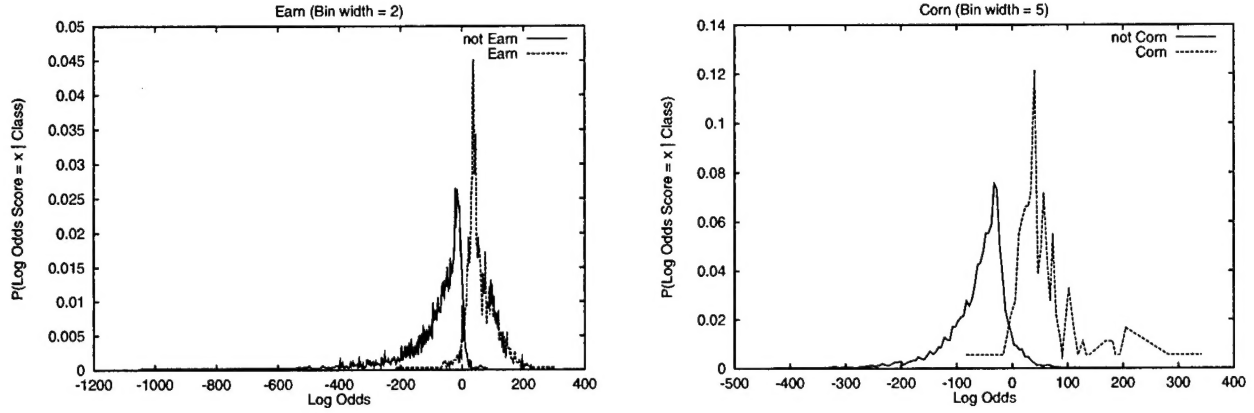 Earn (Bin width = 2)
P(Log Odds Score = x | Class)
0.05
0.045
0.04
0.035
0.03
0.025
0.02
0.015
0.01
0.005
0
not Earn
Earn
-1200 -1000 -800 -600 -400 -200 0 200 400
Log Odds
Corn (Bin width = 5)
P(Log Odds Score = x | Class)
0.14
0.12
0.1
0.08
0.06
0.04
0.02
0
not Corn
Corn
-500 -400 -300 -200 -100 0 100 200 300 400
Log Odds